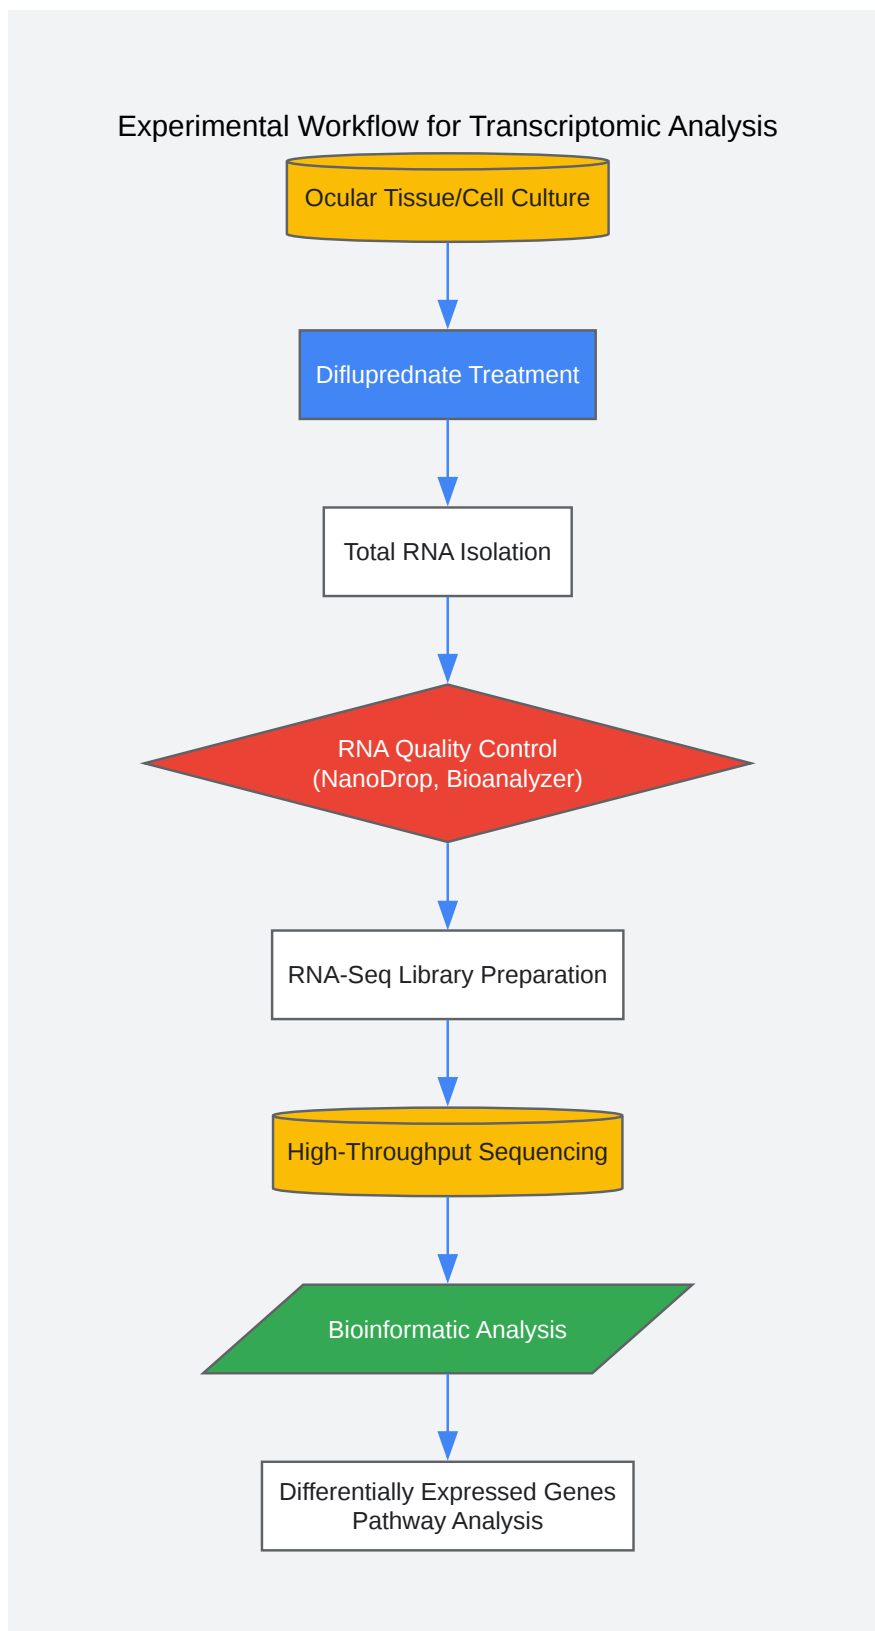 Experimental Workflow for Transcriptomic Analysis
Ocular Tissue/Cell Culture
Difluprednate Treatment
Total RNA Isolation
RNA Quality Control
(NanoDrop, Bioanalyzer)
RNA-Seq Library Preparation
High-Throughput Sequencing
Bioinformatic Analysis
Differentially Expressed Genes
Pathway Analysis